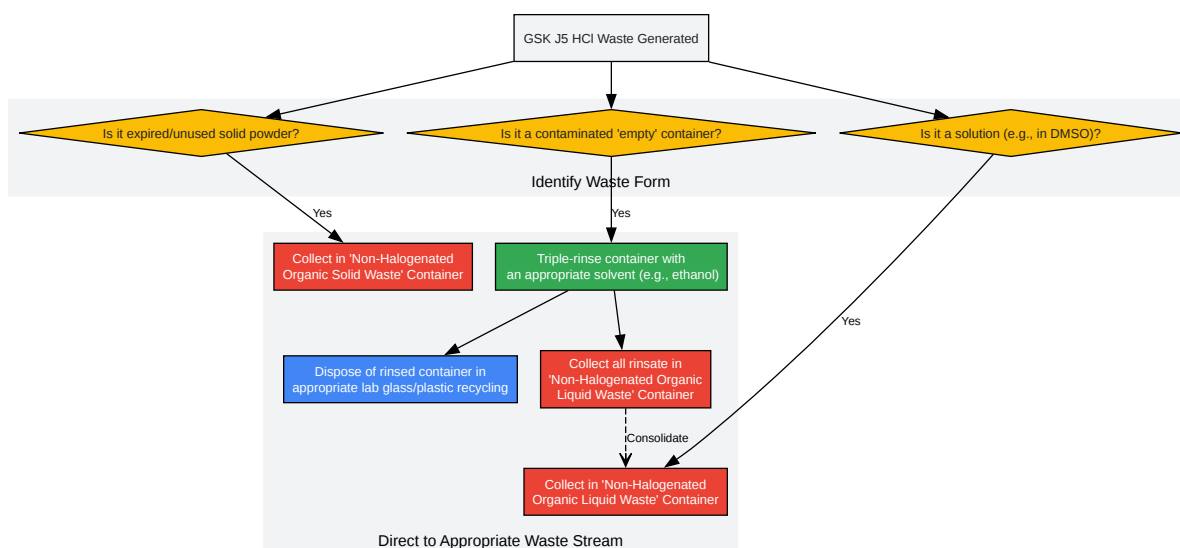 GSK J5 HCl Waste Generated
Is it expired/unused solid powder?
Is it a contaminated 'empty' container?
Is it a solution (e.g., in DMSO)?
Identify Waste Form
Yes
Yes
Collect in 'Non-Halogenated
Organic Solid Waste' Container
Triple-rinse container with
an appropriate solvent (e.g., ethanol)
Yes
Dispose of rinsed container in
appropriate lab glass/plastic recycling
Collect all rinsate in
'Non-Halogenated Organic
Liquid Waste' Container
Consolidate
Collect in 'Non-Halogenated
Organic Liquid Waste' Container
Direct to Appropriate Waste Stream